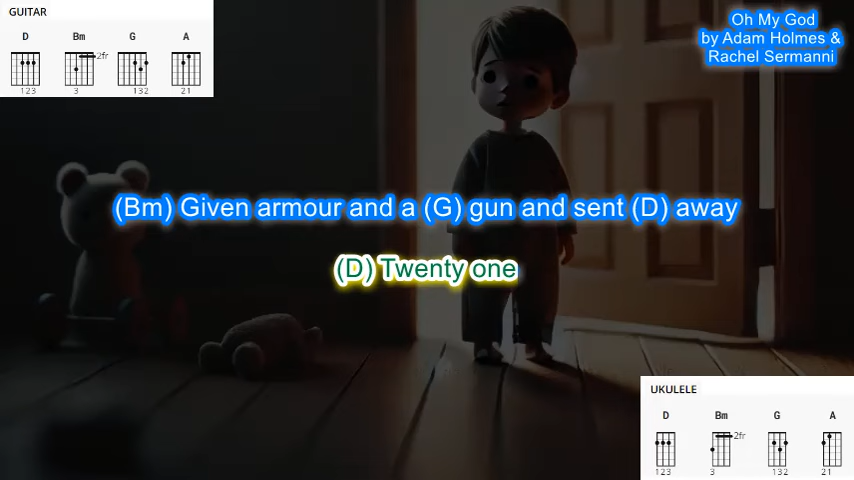 GUITAR
D Bm G A
2fr
123 3 132 21
Oh My God
by Adam Holmes &
Rachel Sermanni
(Bm) Given armour and a (G) gun and sent (D) away
(D) Twenty one
UKULELE
D Bm G A
2fr
123 3 132 21